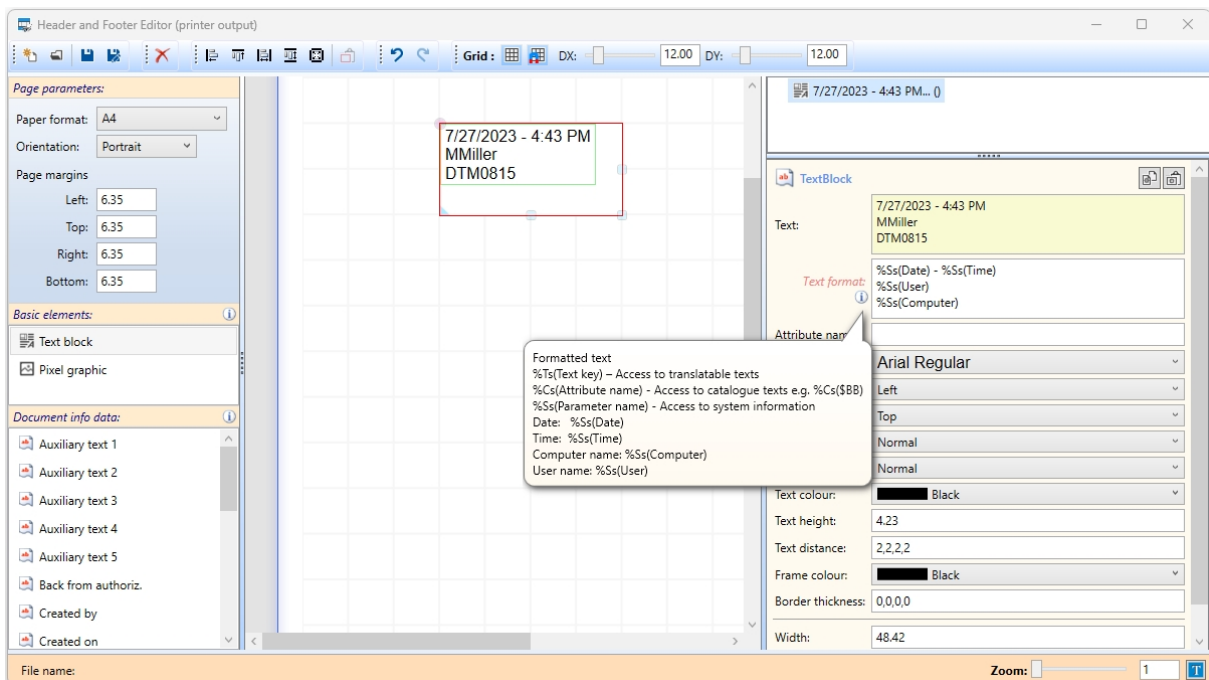 Header and Footer Editor (printer output)
Grid :
DX:
12.00
DY:
12.00
Page parameters:
Paper format:
A4
Orientation:
Portrait
Page margins
Left:
6.35
Top:
6.35
Right:
6.35
Bottom:
6.35
Basic elements:
Text block
Pixel graphic
Document info data:
Auxiliary text 1
Auxiliary text 2
Auxiliary text 3
Auxiliary text 4
Auxiliary text 5
Back from authoriz.
Created by
Created on
7/27/2023 - 4:43 PM
MMiller
DTM0815
7/27/2023 - 4:43 PM... ()
TextBlock
Text:
7/27/2023 - 4:43 PM
MMiller
DTM0815
Text format:
%Ss(Date) - %Ss(Time)
%Ss(User)
%Ss(Computer)
Attribute nam
Formatted text
%Ts(Text key) – Access to translatable texts
%Cs(Attribute name) - Access to catalogue texts e.g. %Cs($BB)
%Ss(Parameter name) - Access to system information
Date: %Ss(Date)
Time: %Ss(Time)
Computer name: %Ss(Computer)
User name: %Ss(User)
Arial Regular
Left
Top
Normal
Normal
Text colour:
Black
Text height:
4.23
Text distance:
2,2,2,2
Frame colour:
Black
Border thickness:
0,0,0,0
Width:
48.42
File name:
Zoom:
1
T